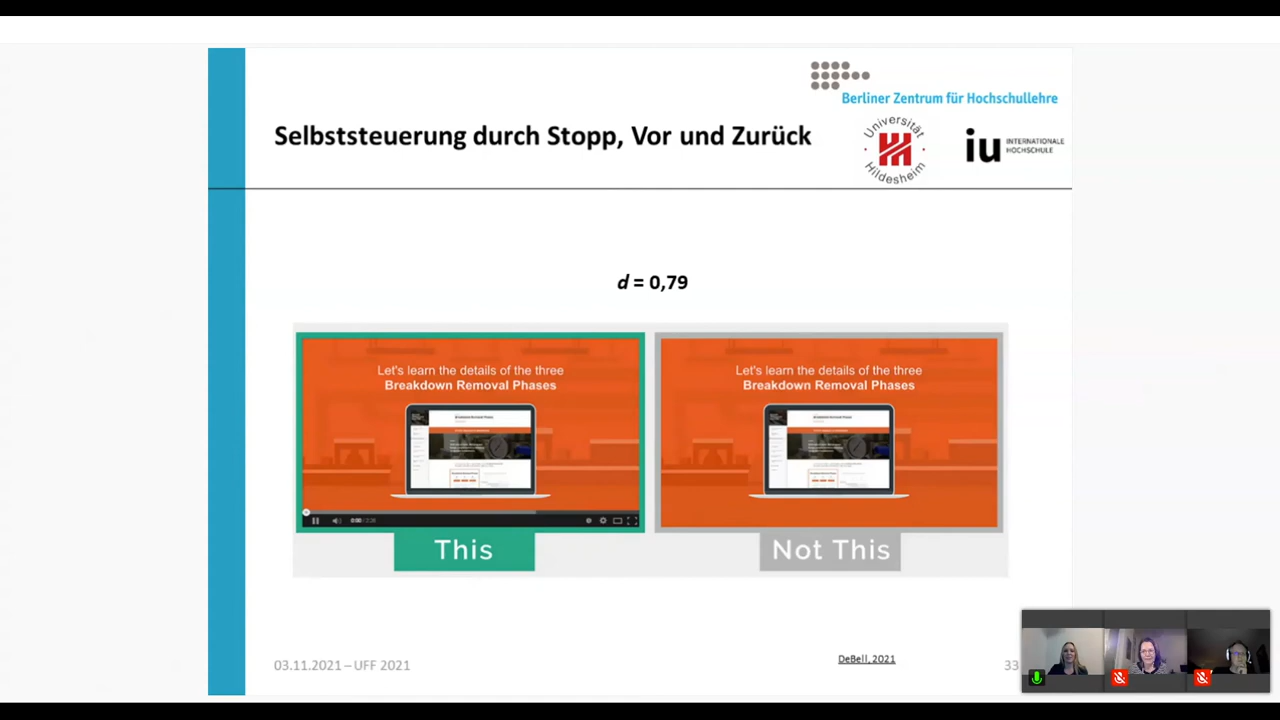 Berliner Zentrum für Hochschullehre
Selbststeuerung durch Stopp, Vor und Zurück
Universität Hildesheim
iu INTERNATIONALE HOCHSCHULE
d = 0,79
Let's learn the details of the three
Breakdown Removal Phases
Let's learn the details of the three
Breakdown Removal Phases
This
Not This
03.11.2021 – UFF 2021
DeBell, 2021
33